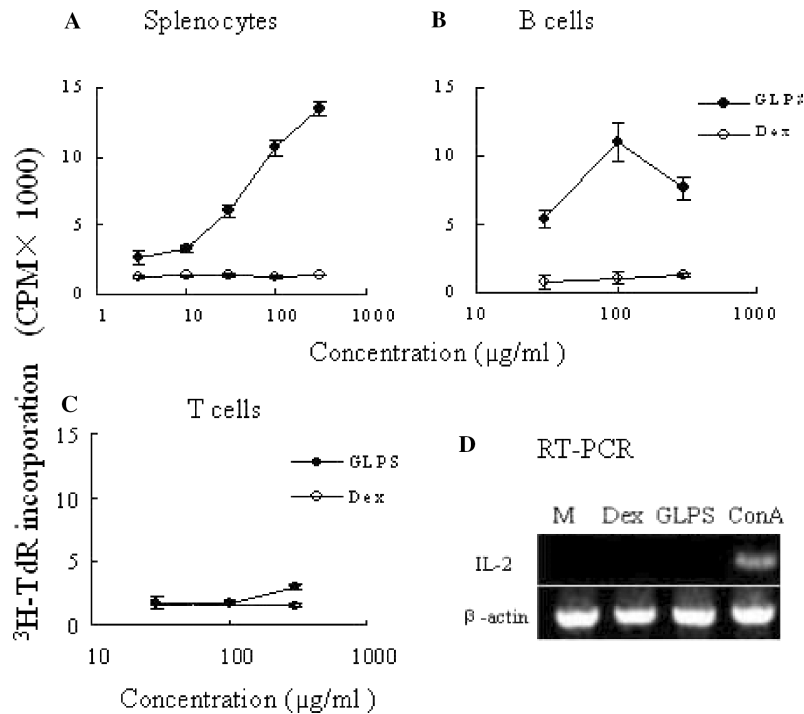 A Splenocytes
B B cells
15
10
5
0
1 10 100 1000
15
10
5
0
10 100 1000
GLPS
Dex
Concentration (μg/ml )
³H-TdR incorporation (CPM× 1000)
C T cells
15
10
5
0
10 100 1000
GLPS
Dex
Concentration (μg/ml )
D RT-PCR
M Dex GLPS ConA
IL-2
β-actin